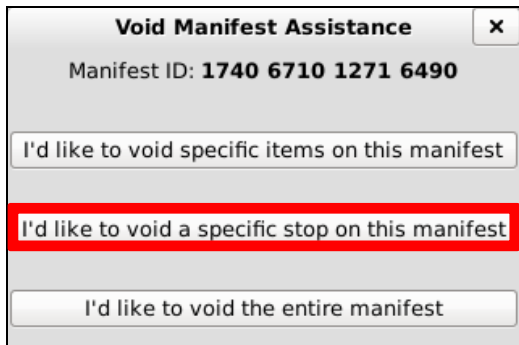 Void Manifest Assistance ×
Manifest ID: 1740 6710 1271 6490
I'd like to void specific items on this manifest
I'd like to void a specific stop on this manifest
I'd like to void the entire manifest